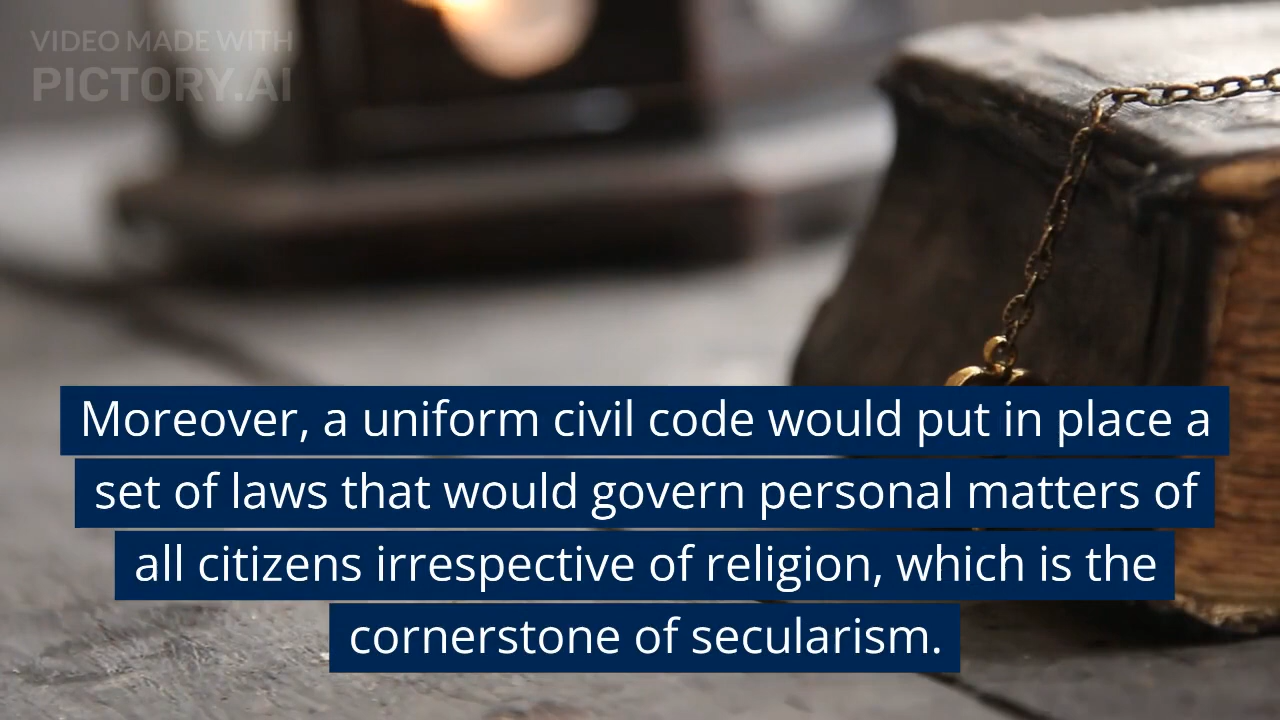 VIDEO MADE WITH
PICTORY.AI
Moreover, a uniform civil code would put in place a
set of laws that would govern personal matters of
all citizens irrespective of religion, which is the
cornerstone of secularism.